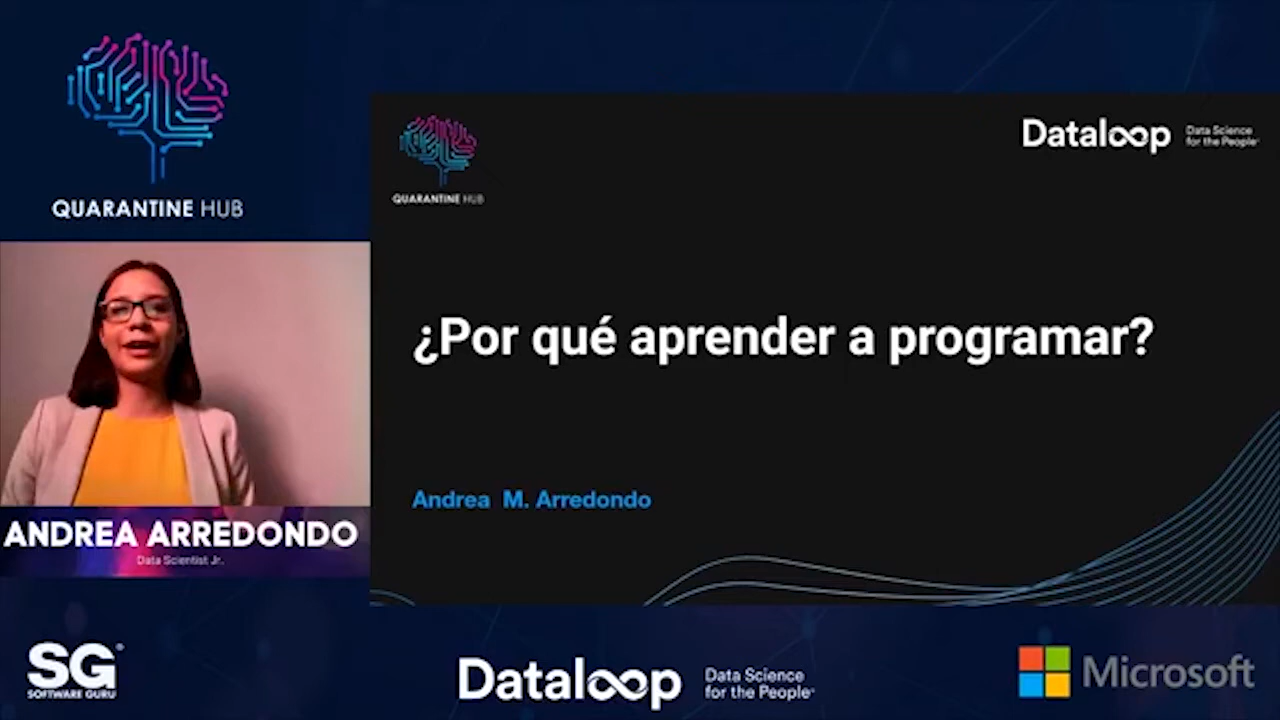 QUARANTINE HUB
ANDREA ARREDONDO
Data Scientist Jr.
QUARANTINE HUB
Dataloop
Data Science
for the People
¿Por qué aprender a programar?
Andrea M. Arredondo
SG
SOFTWARE GURU
Dataloop
Data Science
for the People
Microsoft